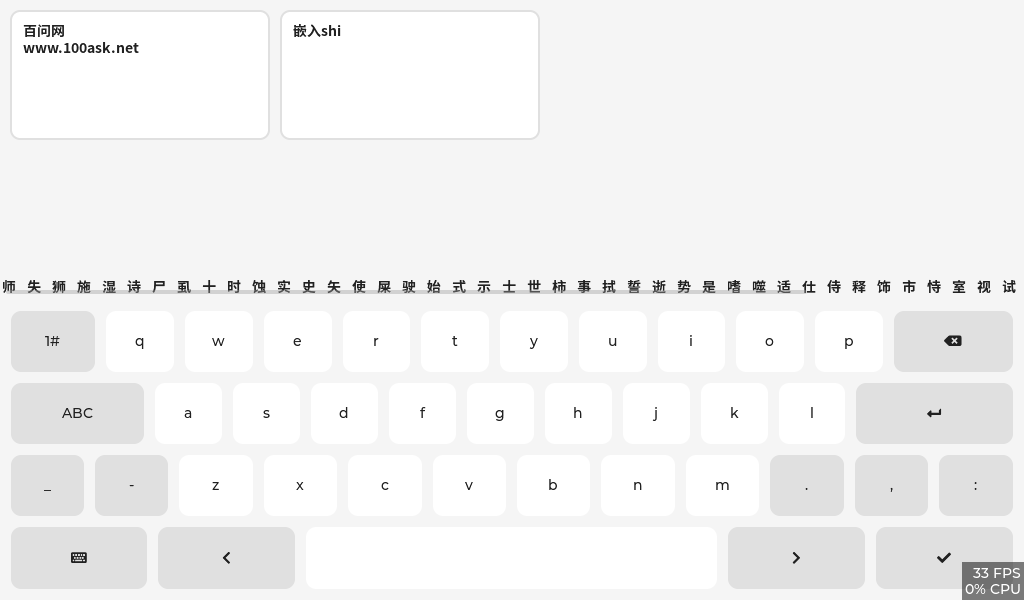 百问网
www.100ask.net
嵌入shi
师 失 狮 施 湿 诗 尸 虱 十 时 蚀 实 史 矢 使 屎 驶 始 式 示 士 世 柿 事 拭 誓 逝 势 是 嗜 噬 适 仕 侍 释 饰 市 恃 室 视 试
1# q w e r t y u i o p
ABC a s d f g h j k l
_ - z x c v b n m . , :
33 FPS
0% CPU